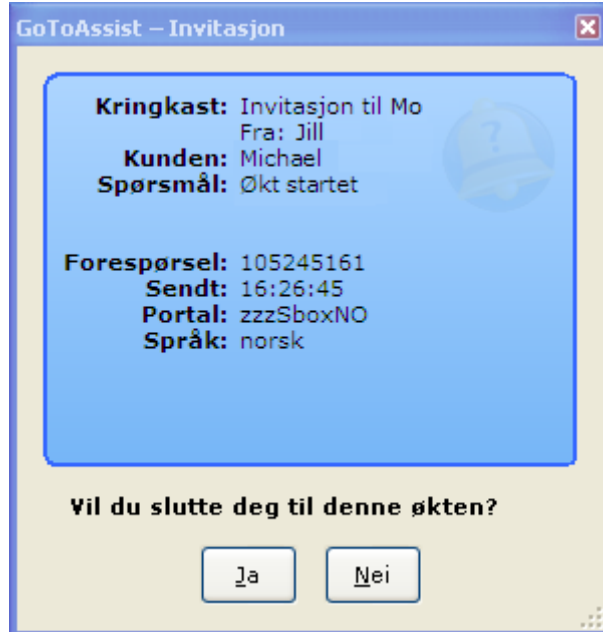 GoToAssist – Invitasjon
Kringkast: Invitasjon til Mo
Fra: Jill
Kunden: Michael
Spørsmål: Økt startet
Forespørsel: 105245161
Sendt: 16:26:45
Portal: zzzSboxNO
Språk: norsk
Vil du slutte deg til denne økten?
Ja Nei